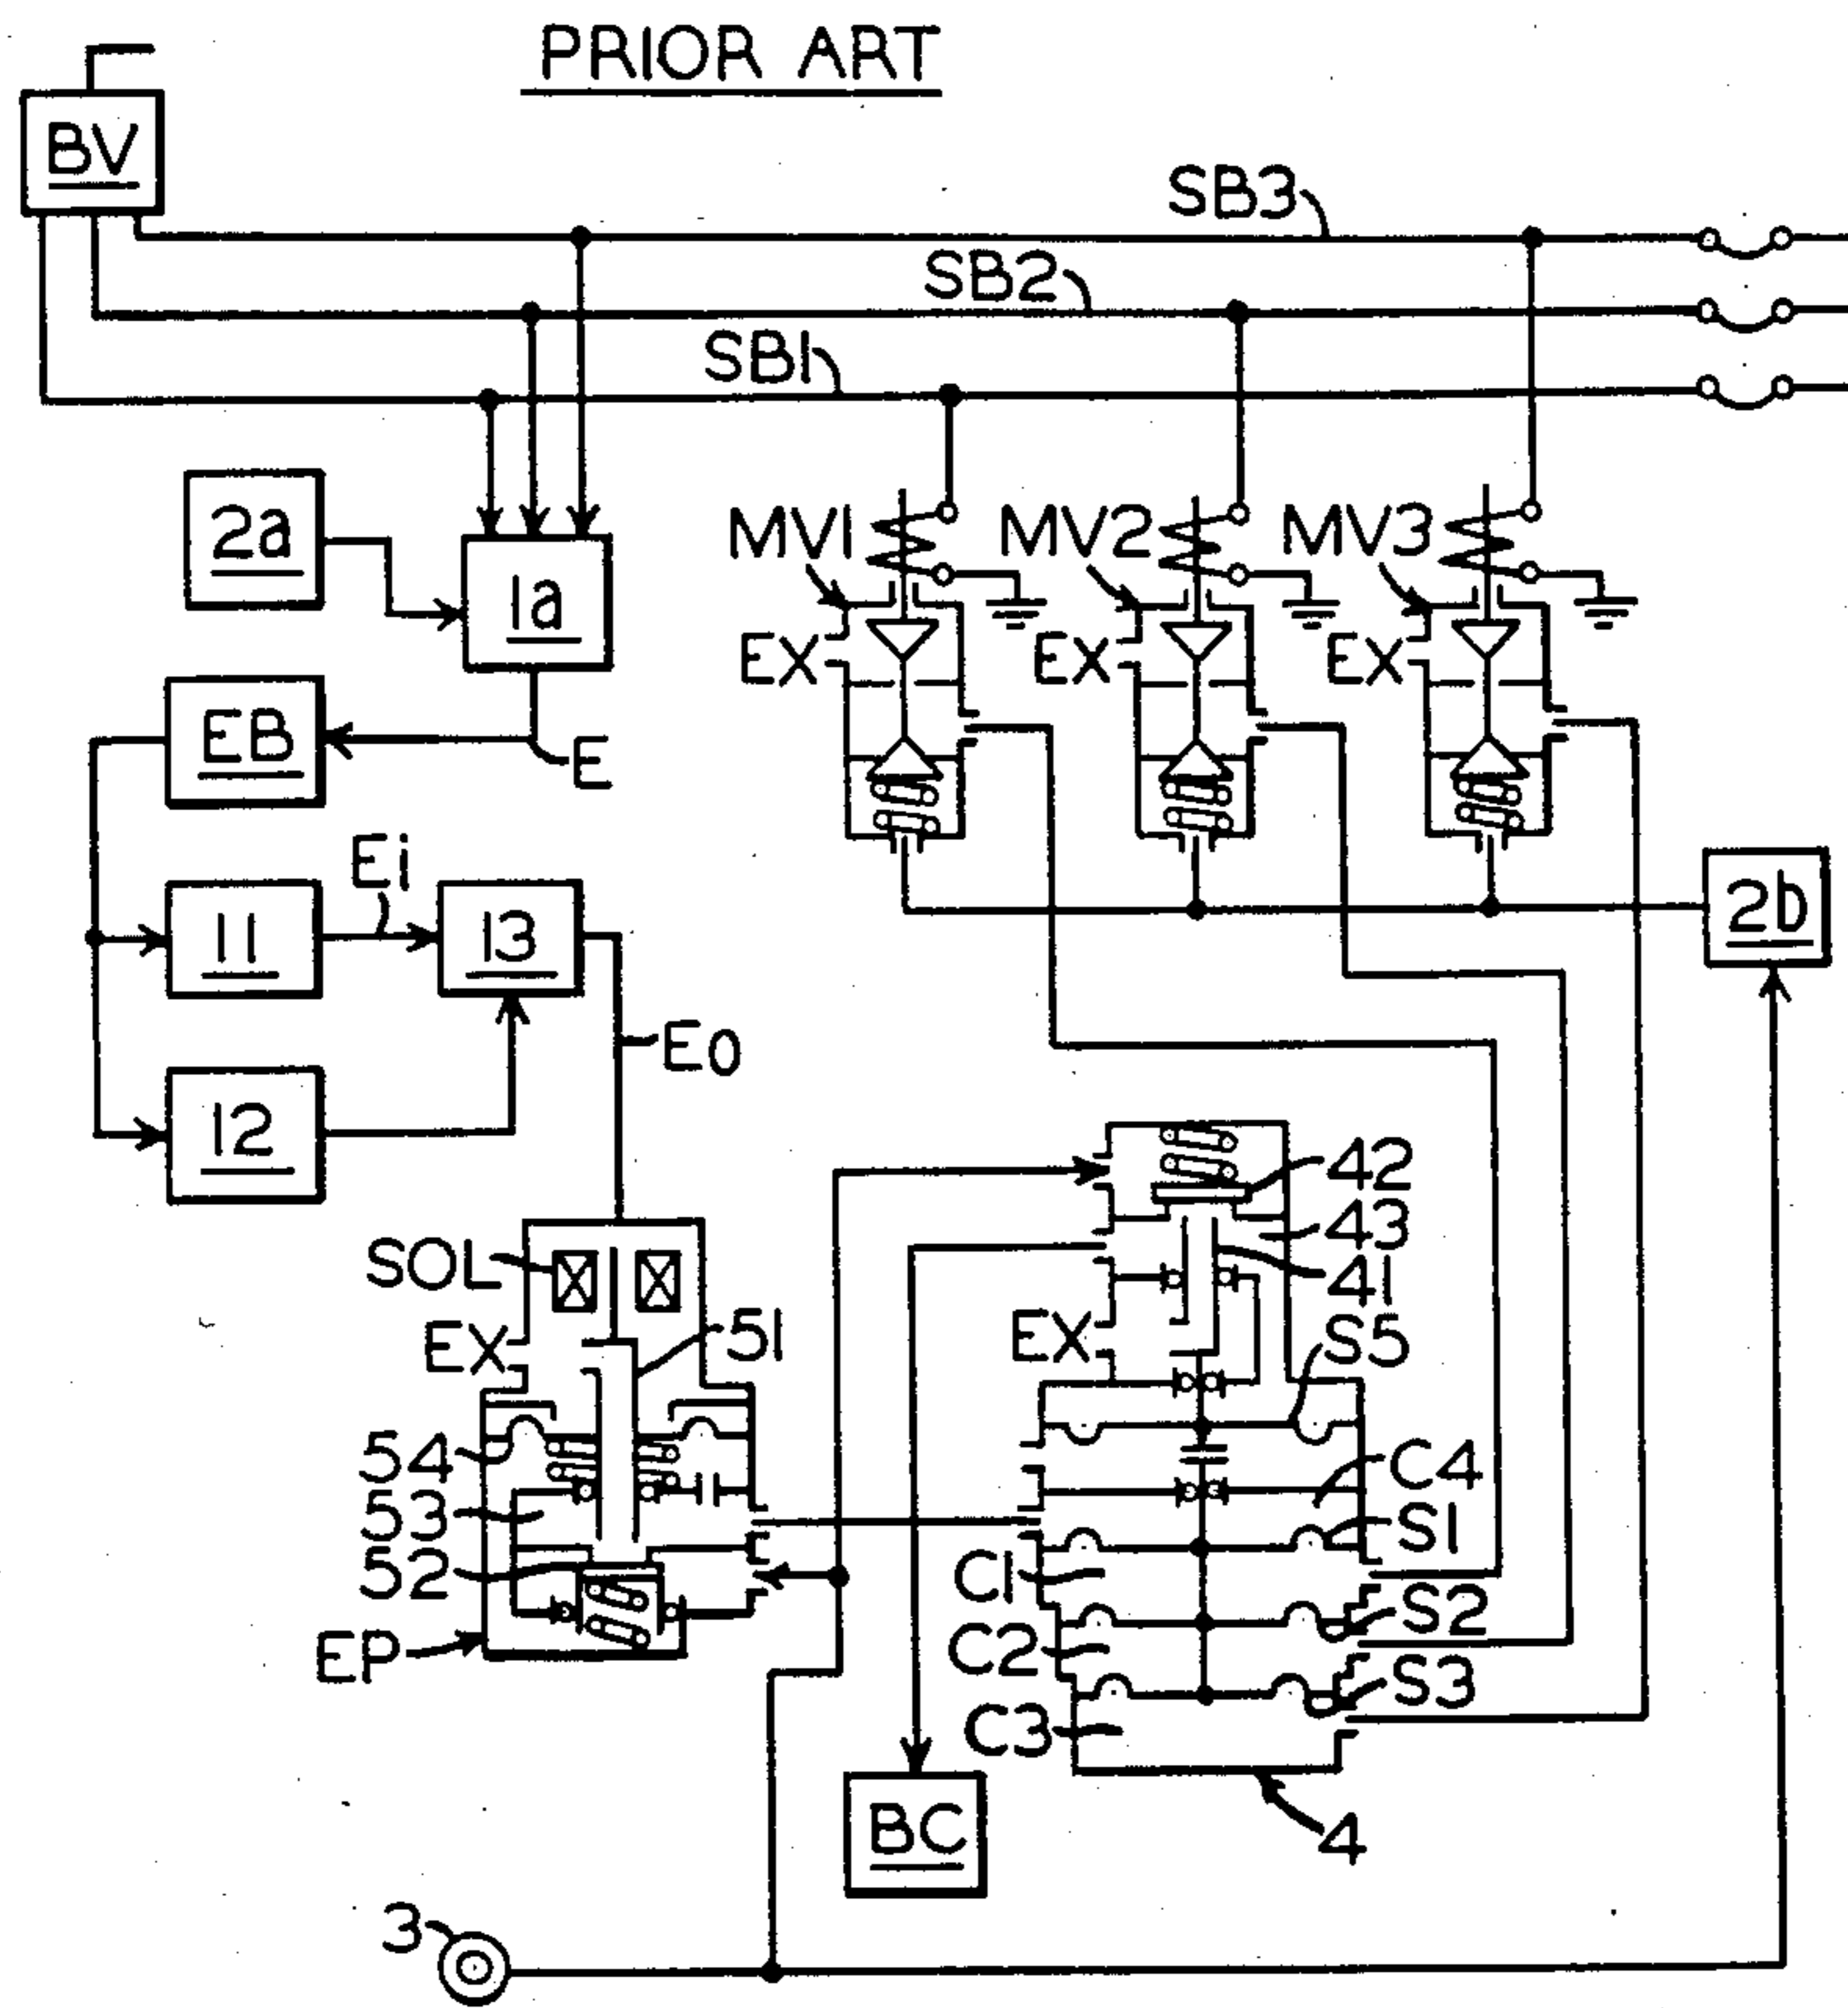 PRIOR ART
BV
SB3
SB2
SB1
2a
1a
MV1
MV2
MV3
EX
EX
EX
EB
E
Ei
11
13
2b
Eo
12
42
43
41
SOL
EX
51
EX
S5
54
C4
53
S1
52
C1
S2
EP
C2
S3
C3
BC
4
3